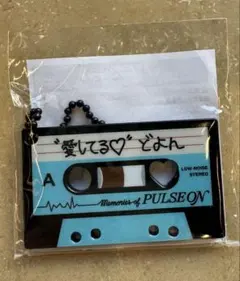 "愛してる♡" どよん
LOW-NOISE
STEREO
A
Memories of PULSEON